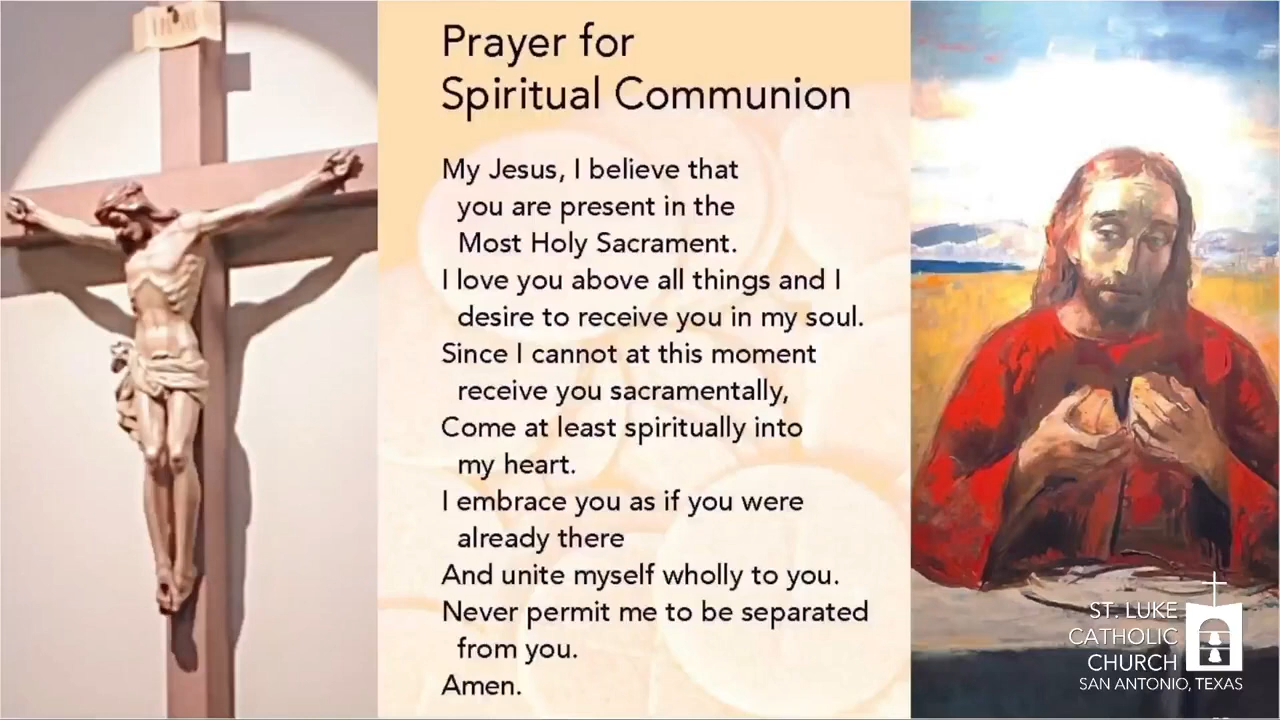 Prayer for
Spiritual Communion
My Jesus, I believe that
you are present in the
Most Holy Sacrament.
I love you above all things and I
desire to receive you in my soul.
Since I cannot at this moment
receive you sacramentally,
Come at least spiritually into
my heart.
I embrace you as if you were
already there
And unite myself wholly to you.
Never permit me to be separated
from you.
Amen.
ST. LUKE
CATHOLIC
CHURCH
SAN ANTONIO, TEXAS